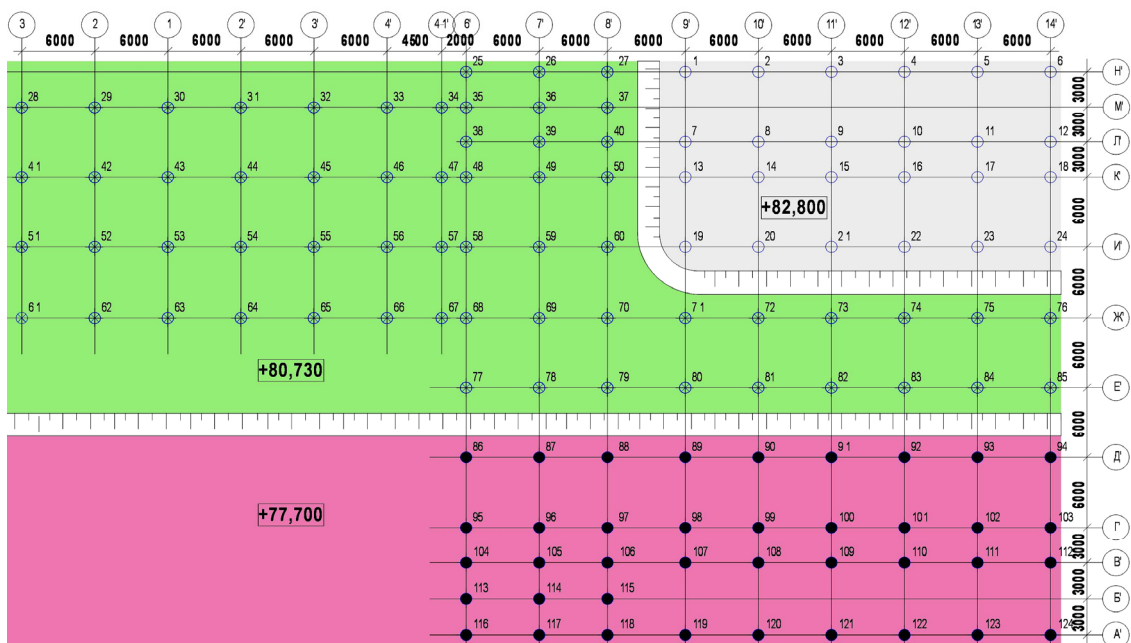 3 2 1 2' 3' 4' 4 1' 6' 7' 8' 9' 10' 11' 12' 13' 14'
6000 6000 6000 6000 6000 4500 2000 6000 6000 6000 6000 6000 6000 6000 6000
25 26 27 1 2 3 4 5 6 Н'
3000
28 29 30 31 32 33 34 35 36 37 М'
3000
38 39 40 7 8 9 10 11 12 Л'
3000
41 42 43 44 45 46 47 48 49 50 13 14 15 16 17 18 К'
+82,800
6000
51 52 53 54 55 56 57 58 59 60 19 20 21 22 23 24 И'
6000
61 62 63 64 65 66 67 68 69 70 71 72 73 74 75 76 Ж'
+80,730
6000
77 78 79 80 81 82 83 84 85 Е'
6000
86 87 88 89 90 91 92 93 94 Д'
+77,700
6000
95 96 97 98 99 100 101 102 103 Г'
3000
104 105 106 107 108 109 110 111 112 В'
3000
113 114 115 Б'
3000
116 117 118 119 120 121 122 123 124 А'